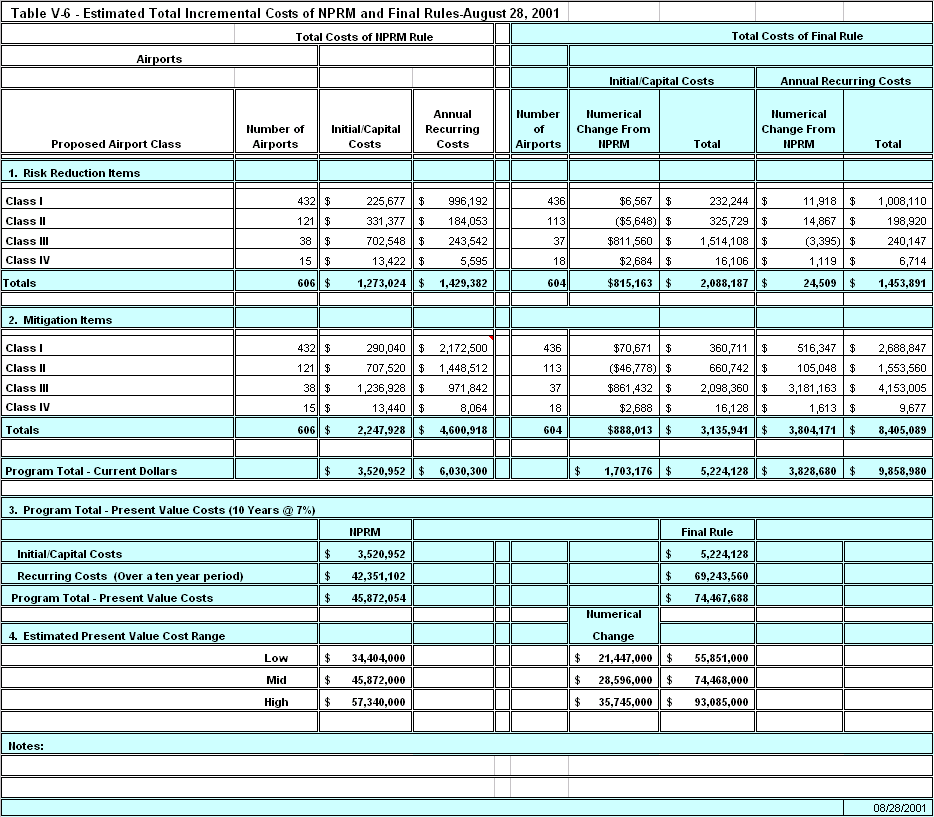 Table V-6 - Estimated Total Incremental Costs of NPRM and Final Rules-August 28, 2001
Total Costs of NPRM Rule Total Costs of Final Rule
Airports
Initial/Capital Costs Annual Recurring Costs
Proposed Airport Class Number of Airports Initial/Capital Costs Annual Recurring Costs Number of Airports Numerical Change From NPRM Total Numerical Change From NPRM Total
1. Risk Reduction Items
Class I 432 $ 225,677 $ 996,192 436 $6,567 $ 232,244 $ 11,918 $ 1,008,110
Class II 121 $ 331,377 $ 184,053 113 ($5,648) $ 325,729 $ 14,867 $ 198,920
Class III 38 $ 702,548 $ 243,542 37 $811,560 $ 1,514,108 $ (3,395) $ 240,147
Class IV 15 $ 13,422 $ 5,595 18 $2,684 $ 16,106 $ 1,119 $ 6,714
Totals 606 $ 1,273,024 $ 1,429,382 604 $815,163 $ 2,088,187 $ 24,509 $ 1,453,891
2. Mitigation Items
Class I 432 $ 290,040 $ 2,172,500 436 $70,671 $ 360,711 $ 516,347 $ 2,688,847
Class II 121 $ 707,520 $ 1,448,512 113 ($46,778) $ 660,742 $ 105,048 $ 1,553,560
Class III 38 $ 1,236,928 $ 971,842 37 $861,432 $ 2,098,360 $ 3,181,163 $ 4,153,005
Class IV 15 $ 13,440 $ 8,064 18 $2,688 $ 16,128 $ 1,613 $ 9,677
Totals 606 $ 2,247,928 $ 4,600,918 604 $888,013 $ 3,135,941 $ 3,804,171 $ 8,405,089
Program Total - Current Dollars $ 3,520,952 $ 6,030,300 $ 1,703,176 $ 5,224,128 $ 3,828,680 $ 9,858,980
3. Program Total - Present Value Costs (10 Years @ 7%)
NPRM Final Rule
Initial/Capital Costs $ 3,520,952 $ 5,224,128
Recurring Costs (Over a ten year period) $ 42,351,102 $ 69,243,560
Program Total - Present Value Costs $ 45,872,054 $ 74,467,688
Numerical
4. Estimated Present Value Cost Range Change
Low $ 34,404,000 $ 21,447,000 $ 55,851,000
Mid $ 45,872,000 $ 28,596,000 $ 74,468,000
High $ 57,340,000 $ 35,745,000 $ 93,085,000
Notes:
08/28/2001